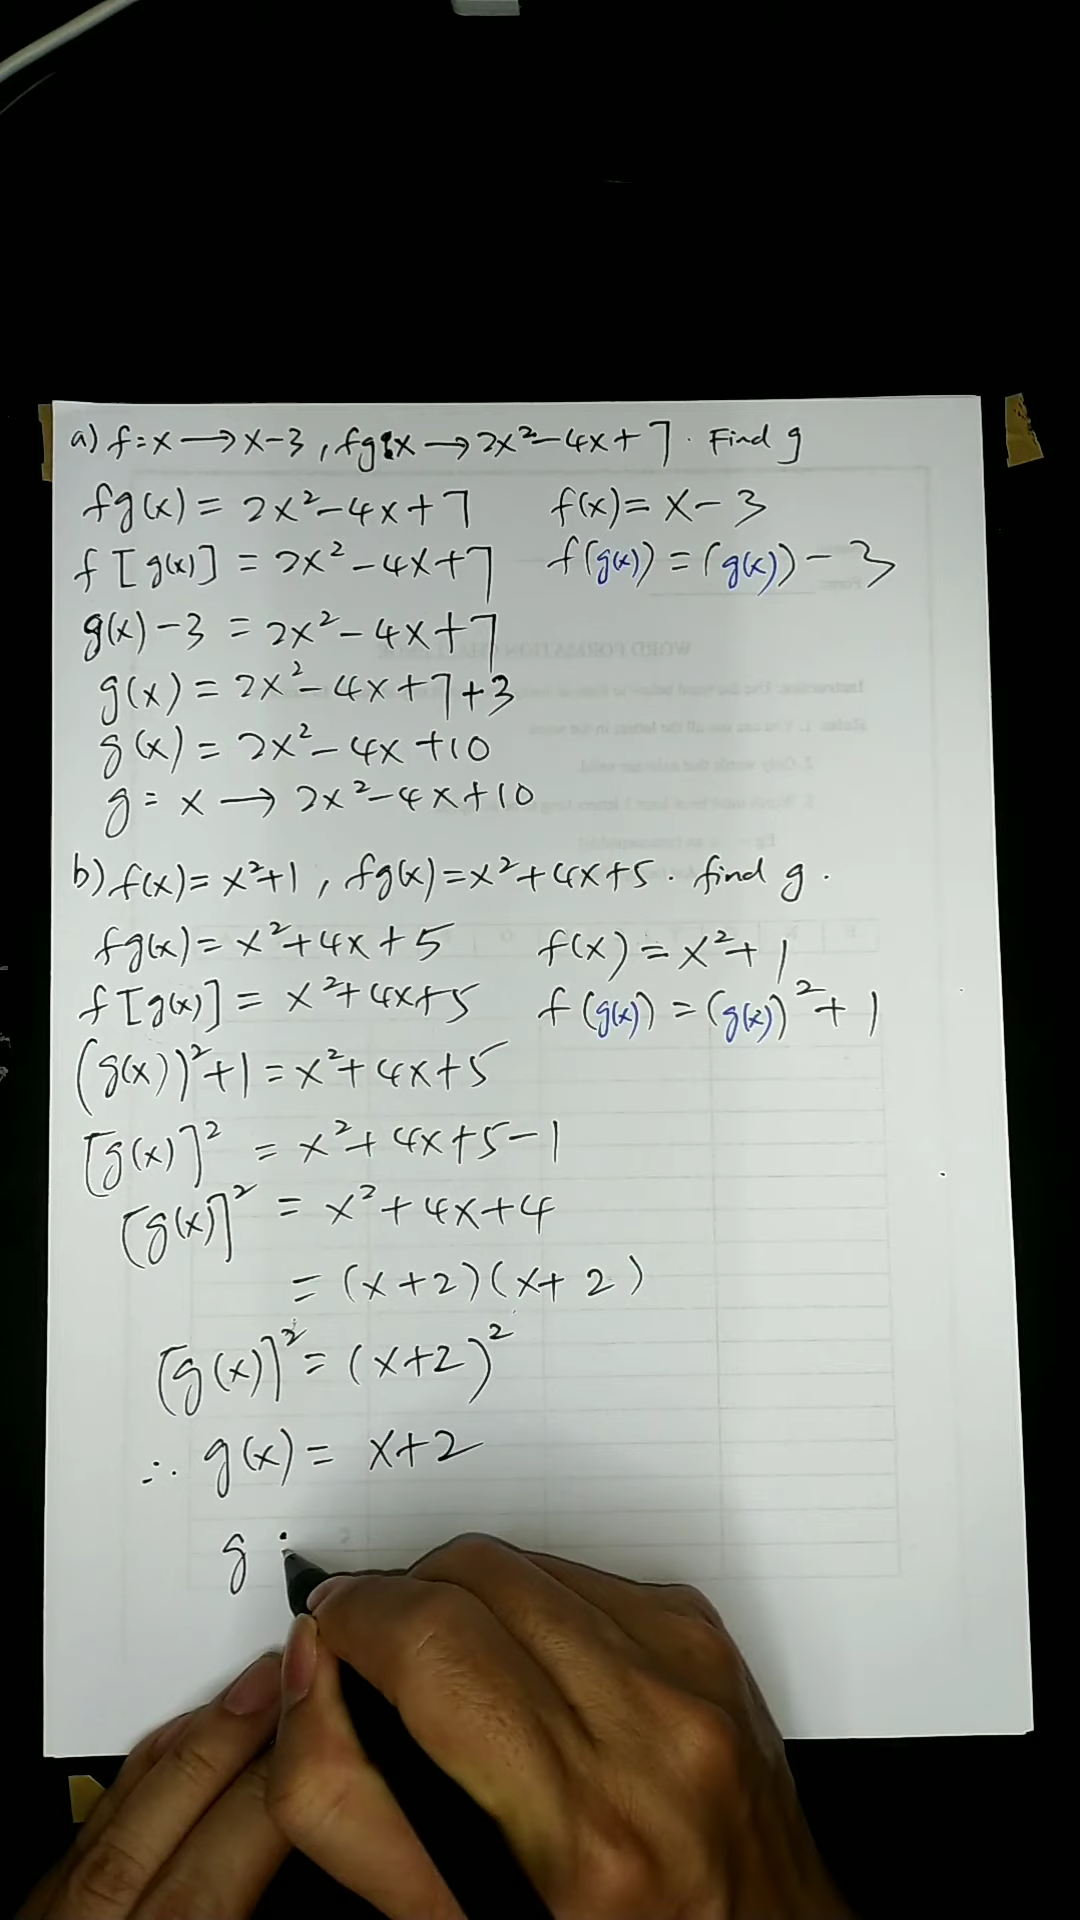 a) f: x → x-3, fg: x → 2x²-4x+7. Find g
fg(x) = 2x²-4x+7
f(x) = x-3
f[g(x)] = 2x²-4x+7
f(g(x)) = (g(x))-3
g(x)-3 = 2x²-4x+7
g(x) = 2x²-4x+7+3
g(x) = 2x²-4x+10
g = x → 2x²-4x+10
b) f(x) = x²+1, fg(x) = x²+4x+5. find g.
fg(x) = x²+4x+5
f(x) = x²+1
f[g(x)] = x²+4x+5
f(g(x)) = (g(x))²+1
(g(x))²+1 = x²+4x+5
[g(x)]² = x²+4x+5-1
[g(x)]² = x²+4x+4
= (x+2)(x+2)
[g(x)]² = (x+2)²
∴ g(x) = x+2
g :